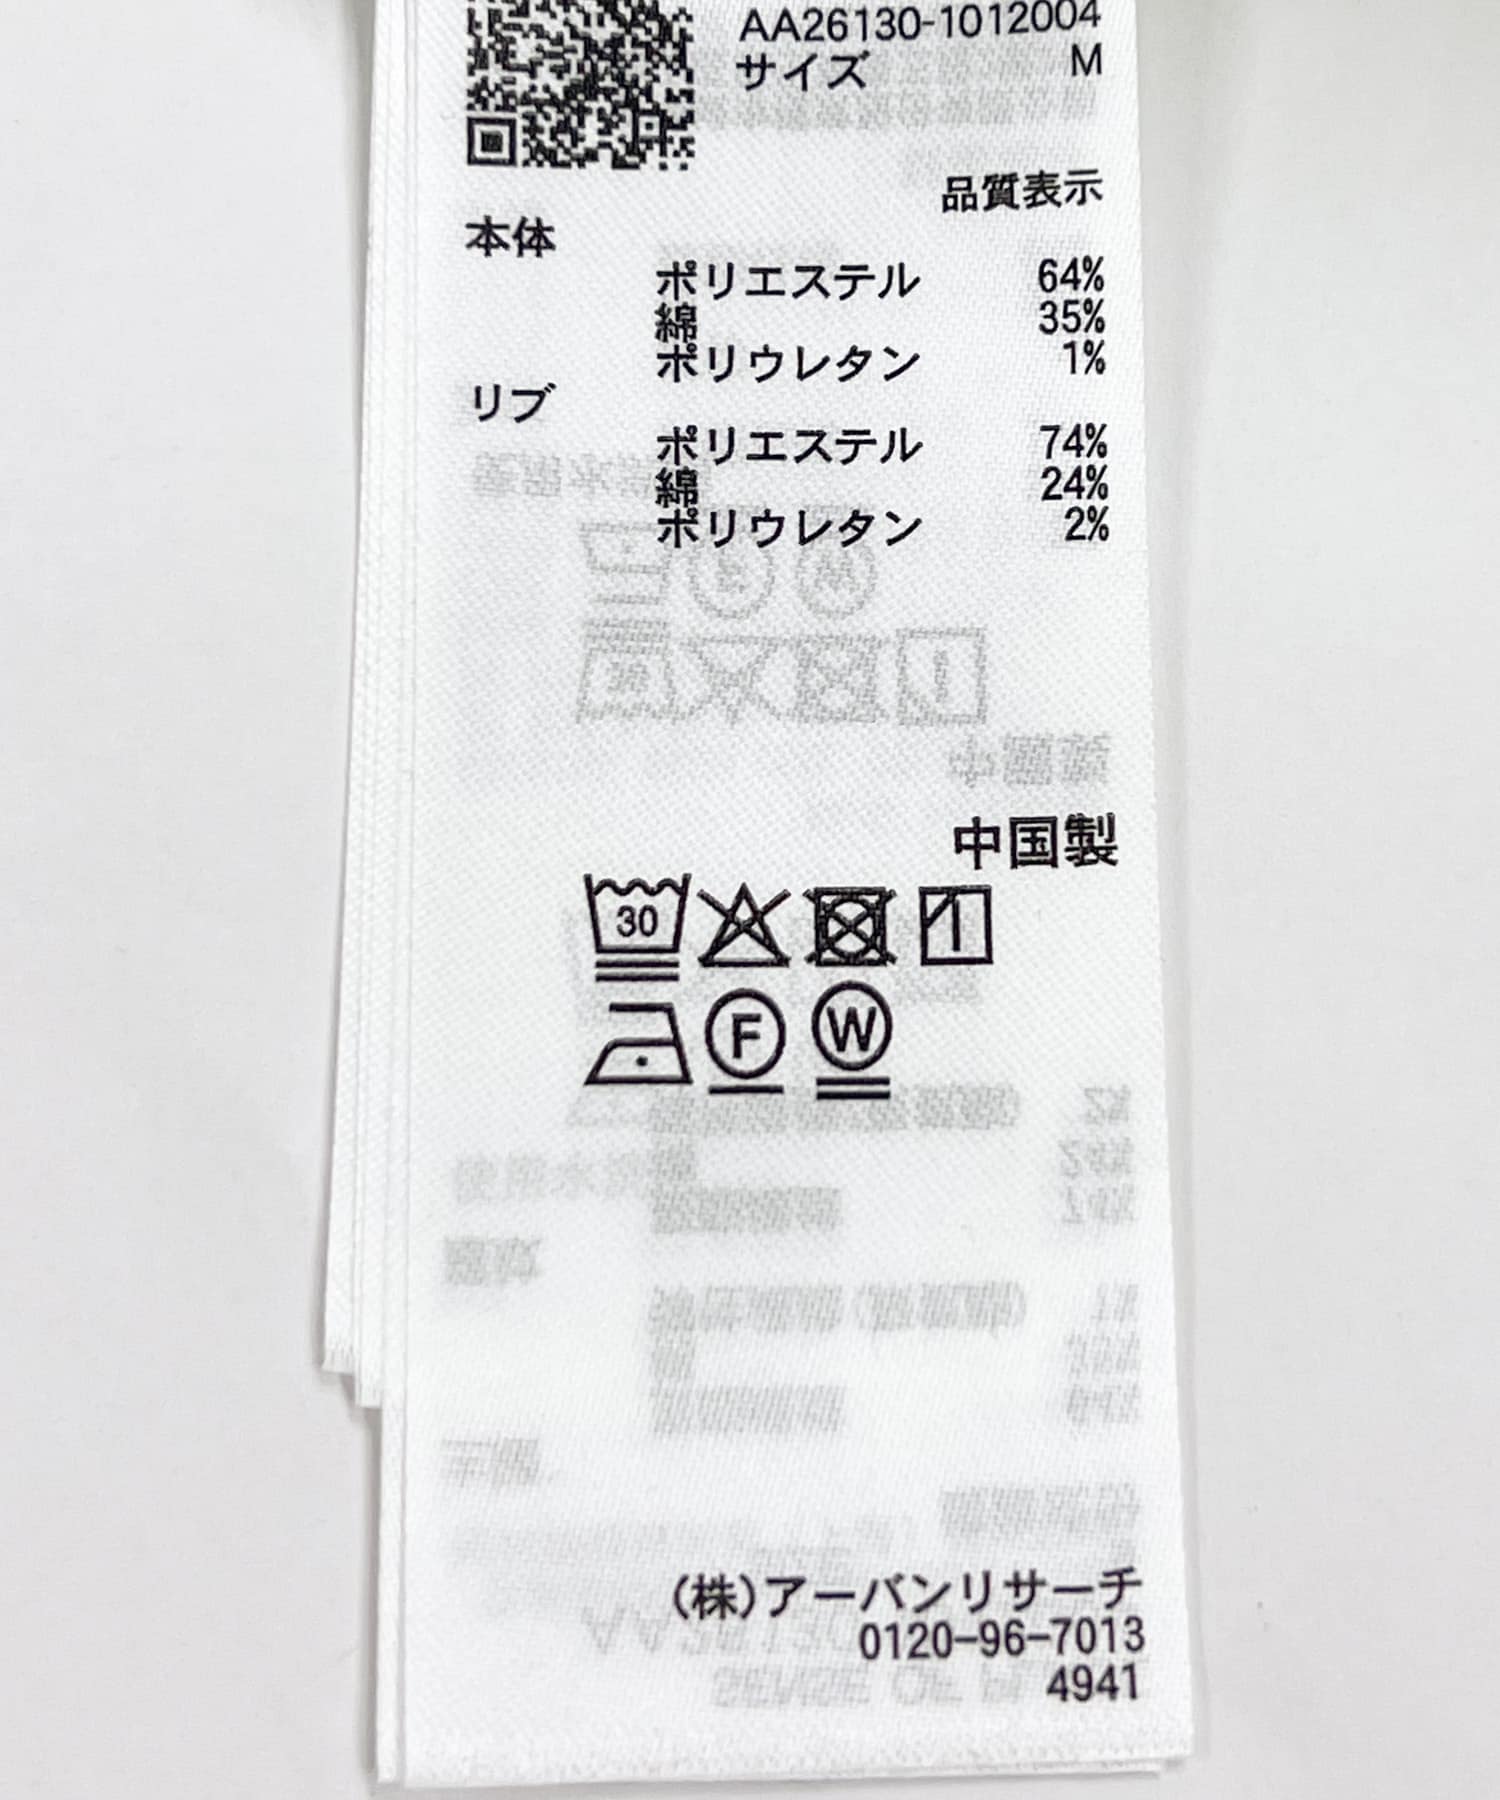 AA26130-1012004
サイズ M
品質表示
本体
ポリエステル 64%
綿 35%
ポリウレタン 1%
リブ
ポリエステル 74%
綿 24%
ポリウレタン 2%
中国製
30
F W
(株)アーバンリサーチ
0120-96-7013
4941